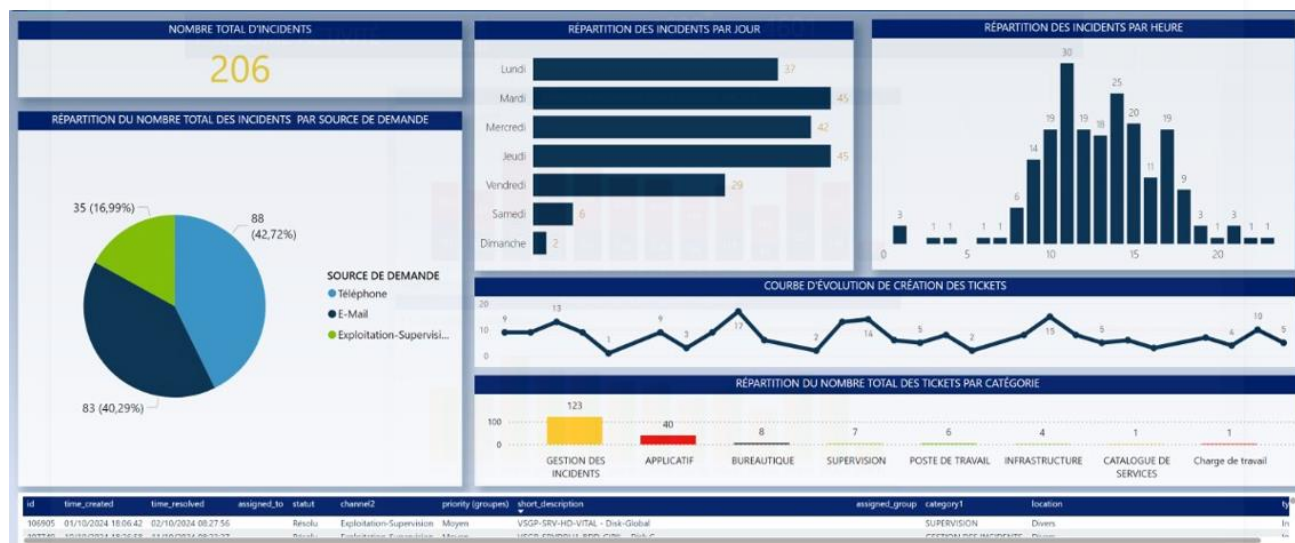 NOMBRE TOTAL D'INCIDENTS
206
RÉPARTITION DU NOMBRE TOTAL DES INCIDENTS PAR SOURCE DE DEMANDE
35 (16,99%)
88
(42,72%)
83 (40,29%)
SOURCE DE DEMANDE
Téléphone
E-Mail
Exploitation-Supervisi...
RÉPARTITION DES INCIDENTS PAR JOUR
Lundi 37
Mardi 45
Mercredi 42
Jeudi 45
Vendredi 29
Samedi 6
Dimanche 2
RÉPARTITION DES INCIDENTS PAR HEURE
3 1 1 1 1 6 14 19 30 19 18 25 20 11 19 9 3 1 3 1 1
0 5 10 15 20
COURBE D'ÉVOLUTION DE CRÉATION DES TICKETS
20
10
0
9 13 1 9 3 17 2 14 5 2 15 5 4 10 5
RÉPARTITION DU NOMBRE TOTAL DES TICKETS PAR CATÉGORIE
100
0
123 40 8 7 6 4 1 1
GESTION DES INCIDENTS APPLICATIF BUREAUTIQUE SUPERVISION POSTE DE TRAVAIL INFRASTRUCTURE CATALOGUE DE SERVICES Charge de travail
id time_created time_resolved assigned_to statut channel2 priority (groupes) short_description assigned_group category1 location ty
106905 01/10/2024 18:06:42 02/10/2024 08:27:56 Résolu Exploitation-Supervision Moyen VSGP-SRV-HD-VITAL - Disk-Global SUPERVISION Divers In